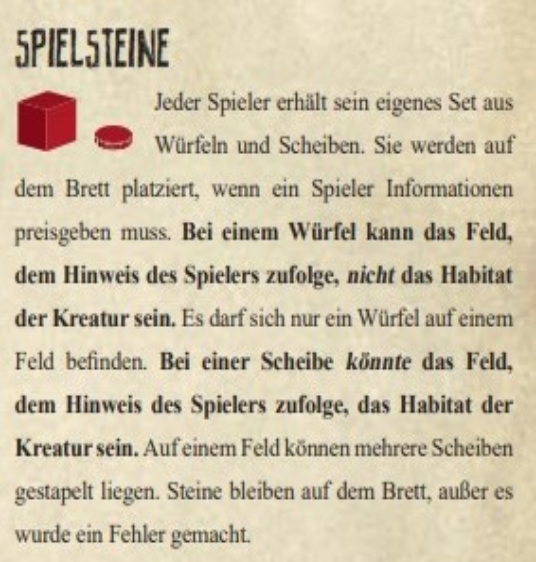 SPIELSTEINE
Jeder Spieler erhält sein eigenes Set aus
Würfeln und Scheiben. Sie werden auf
dem Brett platziert, wenn ein Spieler Informationen
preisgeben muss. Bei einem Würfel kann das Feld,
dem Hinweis des Spielers zufolge, nicht das Habitat
der Kreatur sein. Es darf sich nur ein Würfel auf einem
Feld befinden. Bei einer Scheibe könnte das Feld,
dem Hinweis des Spielers zufolge, das Habitat der
Kreatur sein. Auf einem Feld können mehrere Scheiben
gestapelt liegen. Steine bleiben auf dem Brett, außer es
wurde ein Fehler gemacht.